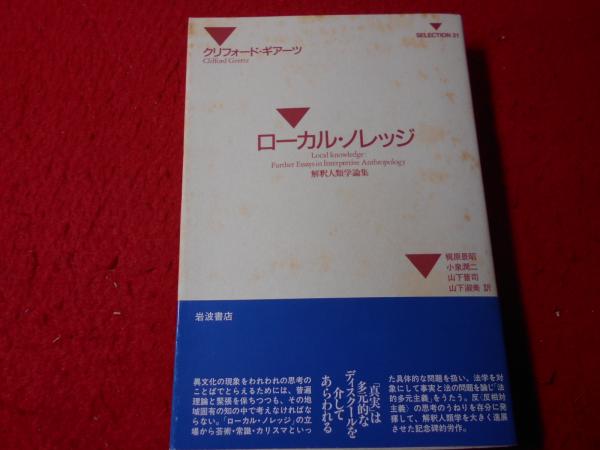 SELECTION 21
クリフォード・ギアーツ
Clifford Geertz
ローカル・ノレッジ
Local knowledge:
Further Essays in Interpretive Anthropology
解釈人類学論集
梶原景昭
小泉潤二
山下晋司
山下淑美 訳
岩波書店
異文化の現象をわれわれの思考の
ことばでとらえるためには、普遍
理論と緊張を保ちつつも、その地
域固有の知の中で考えなければな
らない。「ローカル・ノレッジ」の立
場から芸術・常識・カリスマといっ
「真実」は
多元的な
ディスクールを
介して
あらわれる
た具体的な問題を扱い、法学を対
象にして事実と法の問題を論じ「法
的多元主義」をうたう。反〈反相対
主義〉の思考のうねりを存分に発
揮して、解釈人類学を大きく進展
させた記念碑的労作。